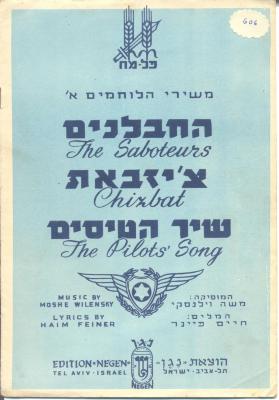 606
פל-מח
משירי הלוחמים א'
החבלנים
The Saboteurs
צ'יזבאת
Chizbat
שיר הטיסים
The Pilots' Song
MUSIC BY
MOSHE WILENSKY
LYRICS BY
HAIM FEINER
המוסיקה:
משה וילנסקי
המלים:
חיים פיינר
EDITION·NEGEN
TEL AVIV·ISRAEL
NEGEN
הוצאת·נגן
תל-אביב·ישראל